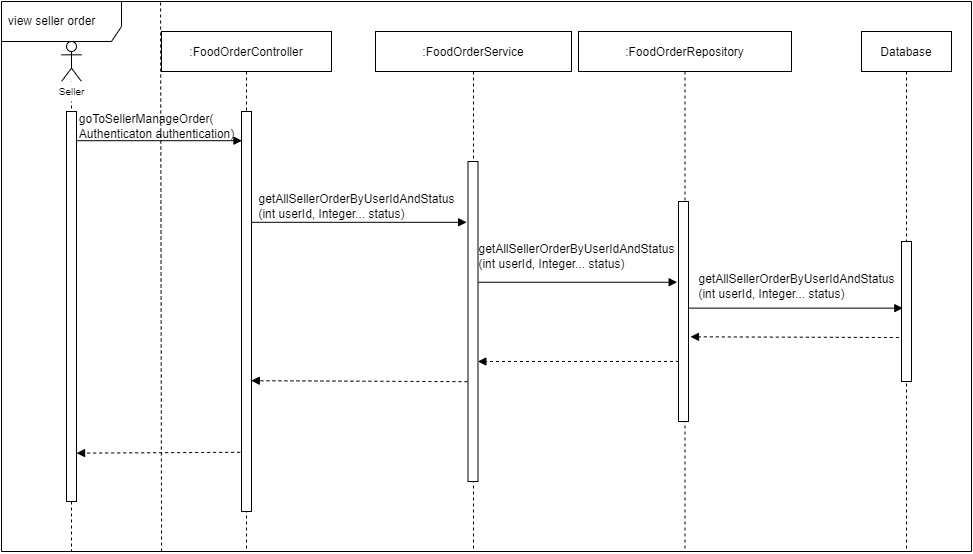 view seller order
:FoodOrderController
:FoodOrderService
:FoodOrderRepository
Database
Seller
goToSellerManageOrder(
Authenticaton authentication)
getAllSellerOrderByUserIdAndStatus
(int userId, Integer... status)
getAllSellerOrderByUserIdAndStatus
(int userId, Integer... status)
getAllSellerOrderByUserIdAndStatus
(int userId, Integer... status)